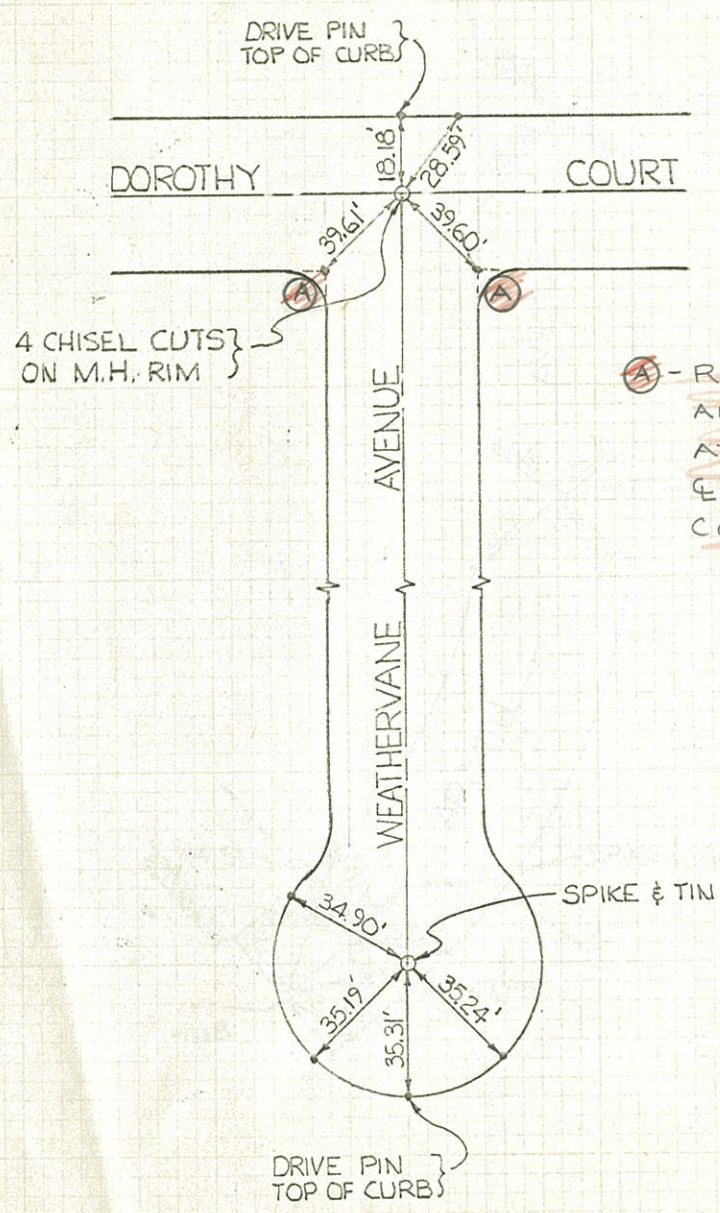 DRIVE PIN
TOP OF CURB
18.18'
28.59'
DOROTHY COURT
39.61'
39.60'
A
A
4 CHISEL CUTS
ON M.H. RIM
A -
AVENUE
WEATHERVANE
34.90'
SPIKE & TIN
35.19'
35.31'
35.24'
DRIVE PIN
TOP OF CURB